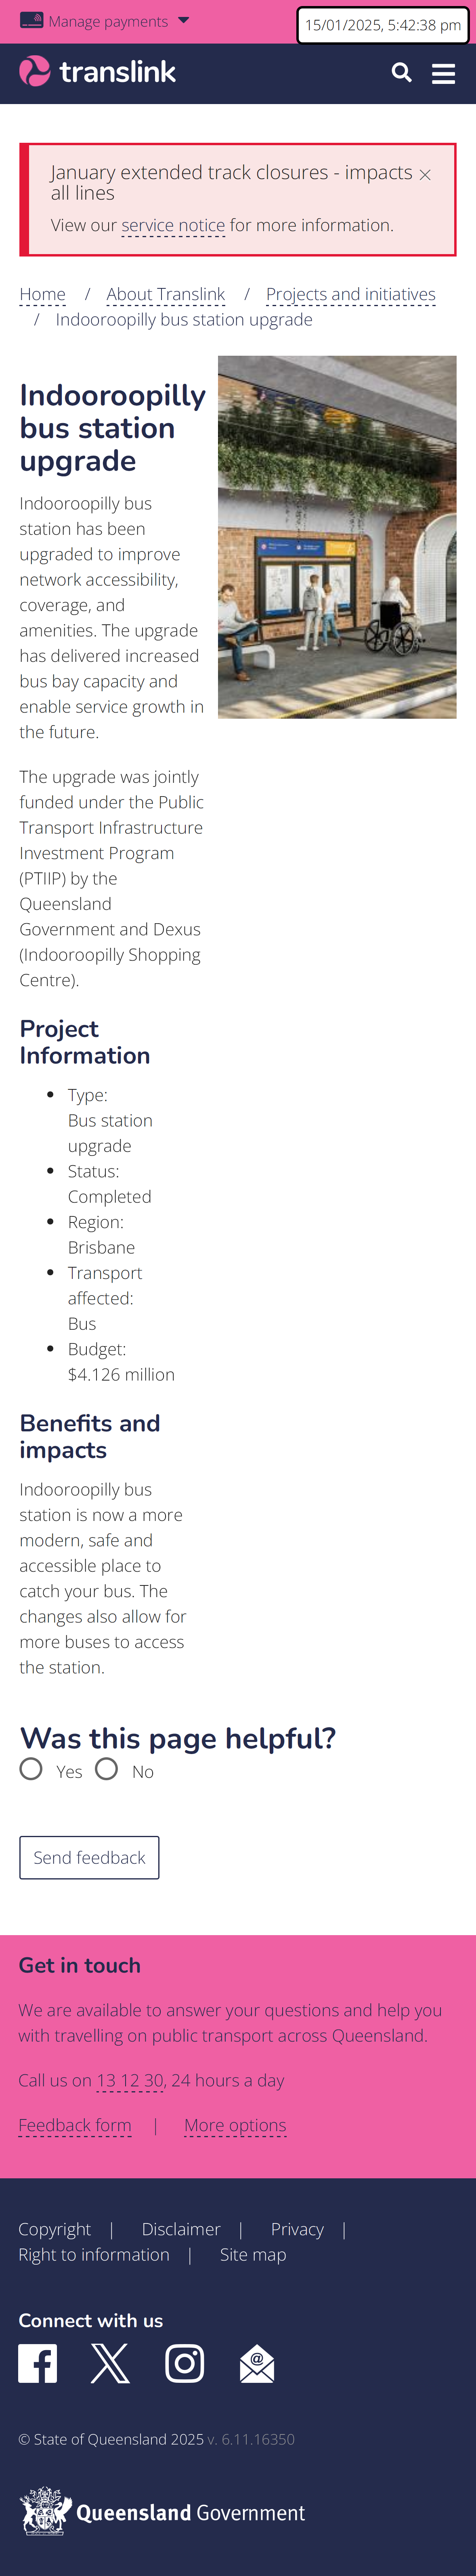 Manage payments
15/01/2025, 5:42:38 pm
translink
January extended track closures - impacts
all lines
View our service notice for more information.
Home / About Translink / Projects and initiatives
/ Indooroopilly bus station upgrade
Indooroopilly
bus station
upgrade
Indooroopilly bus
station has been
upgraded to improve
network accessibility,
coverage, and
amenities. The upgrade
has delivered increased
bus bay capacity and
enable service growth in
the future.
The upgrade was jointly
funded under the Public
Transport Infrastructure
Investment Program
(PTIIP) by the
Queensland
Government and Dexus
(Indooroopilly Shopping
Centre).
Project
Information
• Type:
Bus station
upgrade
• Status:
Completed
• Region:
Brisbane
• Transport
affected:
Bus
• Budget:
$4.126 million
Benefits and
impacts
Indooroopilly bus
station is now a more
modern, safe and
accessible place to
catch your bus. The
changes also allow for
more buses to access
the station.
Was this page helpful?
Yes No
Send feedback
Get in touch
We are available to answer your questions and help you
with travelling on public transport across Queensland.
Call us on 13 12 30, 24 hours a day
Feedback form | More options
Copyright | Disclaimer | Privacy |
Right to information | Site map
Connect with us
© State of Queensland 2025 v. 6.11.16350
Queensland Government